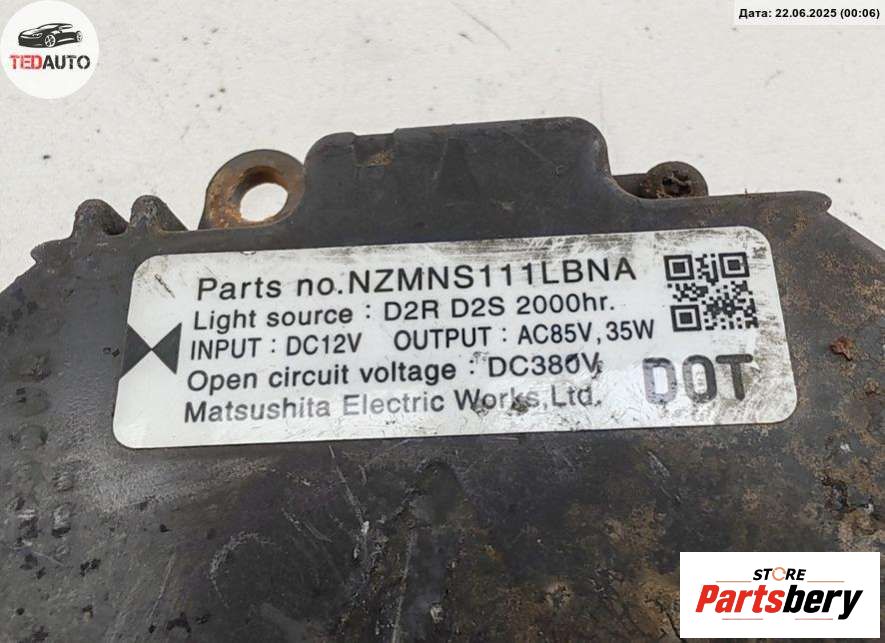 Дата: 22.06.2025 (00:06)
TEDAUTO
Parts no.NZMNS111LBNA
Light source : D2R D2S 2000hr.
INPUT : DC12V OUTPUT : AC85V, 35W
Open circuit voltage : DC380V
DOT
Matsushita Electric Works,Ltd.
STORE
Partsbery